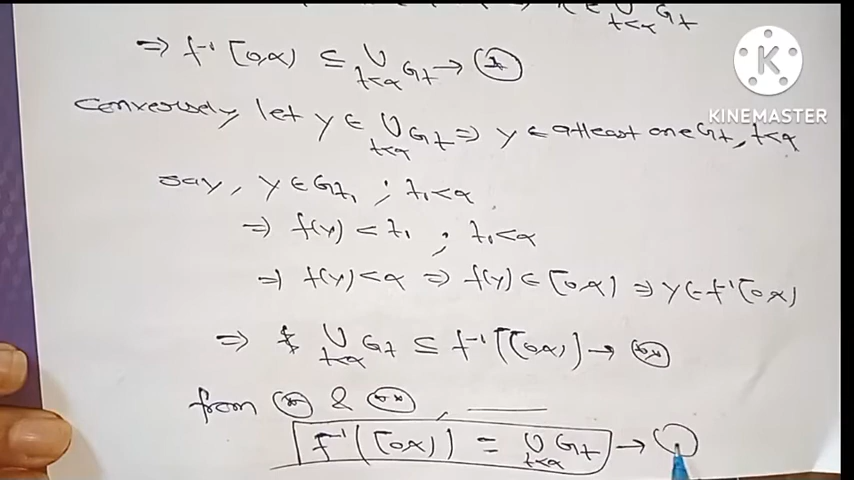 ⋃ G_t
t<α
⇒ f⁻¹[0,α) ⊆ ⋃_{t<α} G_t → (*)
KINEMASTER
Conversely let y ∈ ⋃_{t<α} G_t ⇒ y ∈ atleast one G_t, t<α
say, y ∈ G_{t₁} ; t₁<α
⇒ f(y) < t₁ ; t₁<α
⇒ f(y)<α ⇒ f(y) ∈ [0,α) ⇒ y ∈ f⁻¹[0,α)
⇒ ⋃_{t<α} G_t ⊆ f⁻¹([0,α)) → (**)
from (*) & (**), ———
f⁻¹([0,α)) = ⋃_{t<α} G_t →